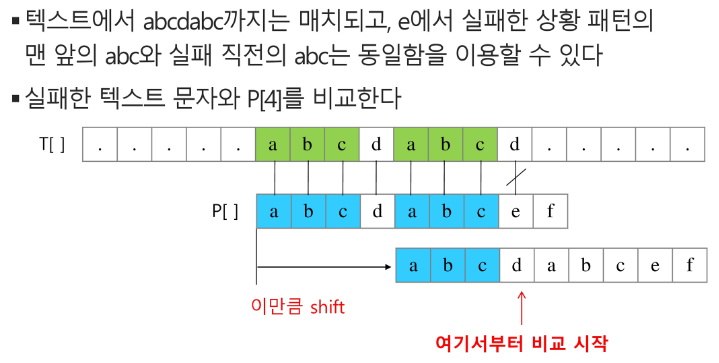 ▪ 텍스트에서 abcdabc까지는 매치되고, e에서 실패한 상황 패턴의
맨 앞의 abc와 실패 직전의 abc는 동일함을 이용할 수 있다
▪ 실패한 텍스트 문자와 P[4]를 비교한다
T[ ] . . . . . a b c d a b c d . . . . .
P[ ] a b c d a b c e f
a b c d a b c e f
이만큼 shift
여기서부터 비교 시작